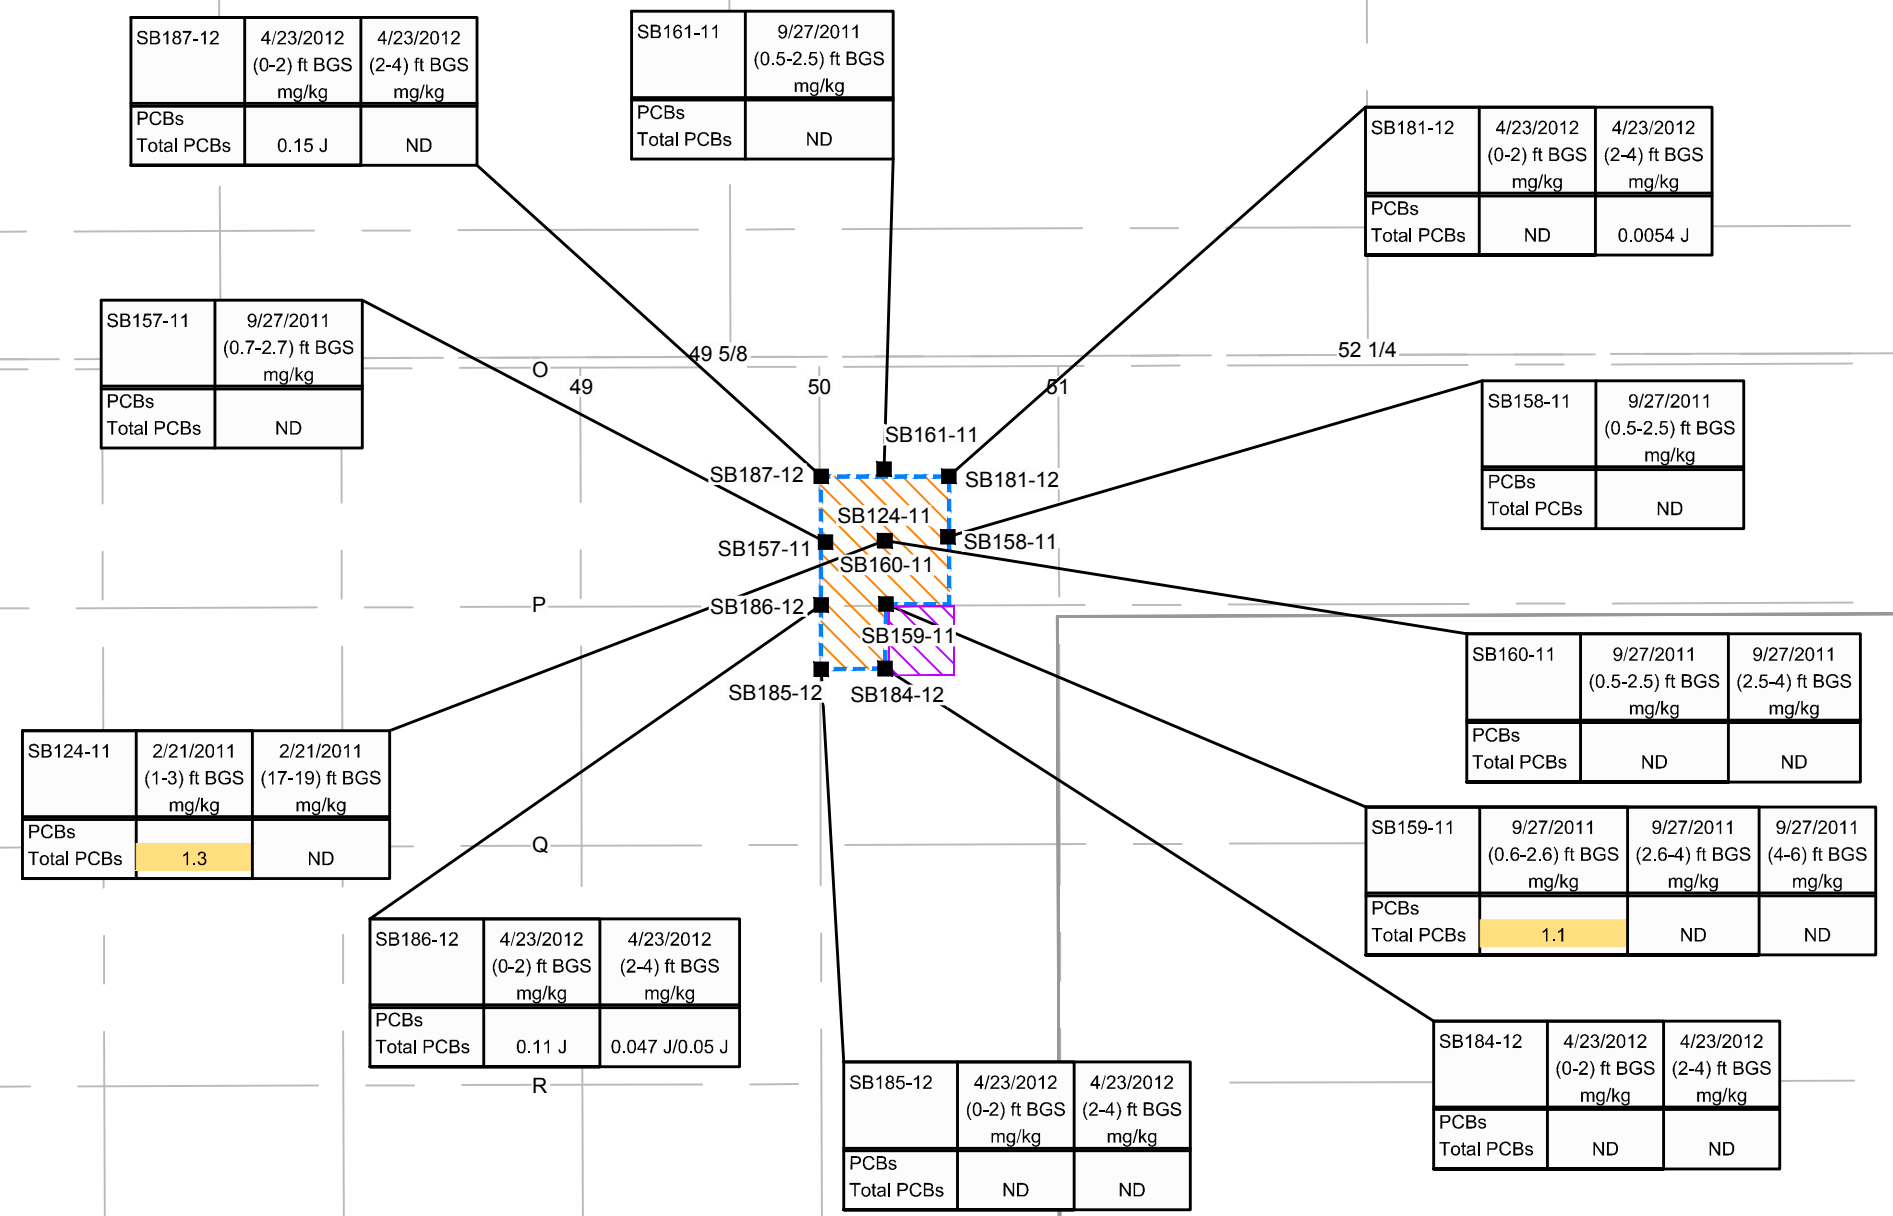 SB187-12 4/23/2012 4/23/2012
(0-2) ft BGS (2-4) ft BGS
mg/kg mg/kg
PCBs
Total PCBs 0.15 J ND
SB161-11 9/27/2011
(0.5-2.5) ft BGS
mg/kg
PCBs
Total PCBs ND
SB181-12 4/23/2012 4/23/2012
(0-2) ft BGS (2-4) ft BGS
mg/kg mg/kg
PCBs
Total PCBs ND 0.0054 J
SB157-11 9/27/2011
(0.7-2.7) ft BGS
mg/kg
PCBs
Total PCBs ND
49 5/8 52 1/4
O
49 50 51
SB158-11 9/27/2011
(0.5-2.5) ft BGS
mg/kg
PCBs
Total PCBs ND
SB161-11
SB187-12 SB181-12
SB124-11
SB157-11 SB158-11
SB160-11
P SB186-12
SB159-11
SB185-12 SB184-12
SB160-11 9/27/2011 9/27/2011
(0.5-2.5) ft BGS (2.5-4) ft BGS
mg/kg mg/kg
PCBs
Total PCBs ND ND
SB124-11 2/21/2011 2/21/2011
(1-3) ft BGS (17-19) ft BGS
mg/kg mg/kg
PCBs
Total PCBs 1.3 ND
Q
SB159-11 9/27/2011 9/27/2011 9/27/2011
(0.6-2.6) ft BGS (2.6-4) ft BGS (4-6) ft BGS
mg/kg mg/kg mg/kg
PCBs
Total PCBs 1.1 ND ND
SB186-12 4/23/2012 4/23/2012
(0-2) ft BGS (2-4) ft BGS
mg/kg mg/kg
PCBs
Total PCBs 0.11 J 0.047 J/0.05 J
R
SB185-12 4/23/2012 4/23/2012
(0-2) ft BGS (2-4) ft BGS
mg/kg mg/kg
PCBs
Total PCBs ND ND
SB184-12 4/23/2012 4/23/2012
(0-2) ft BGS (2-4) ft BGS
mg/kg mg/kg
PCBs
Total PCBs ND ND